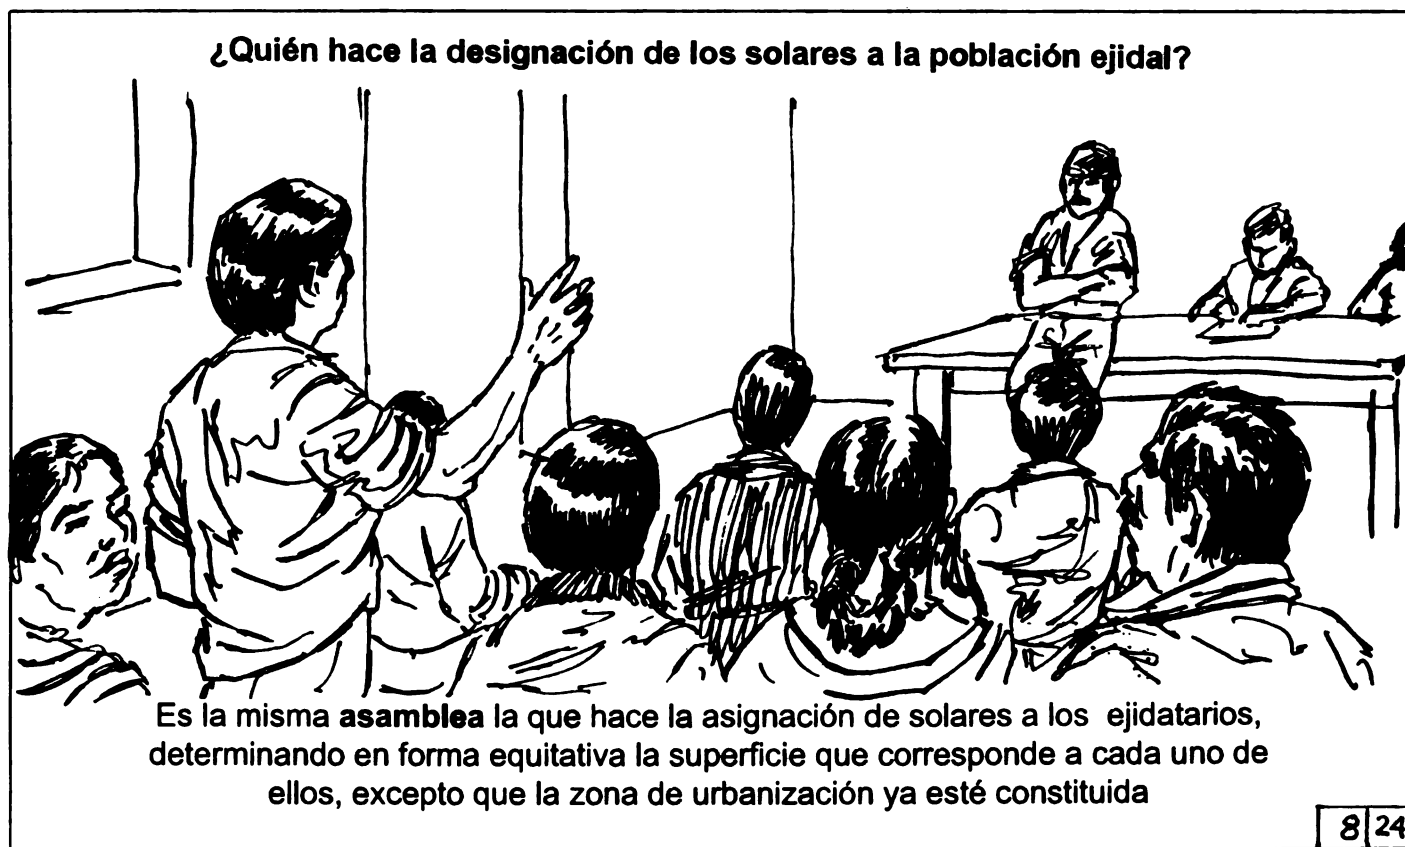 ¿Quién hace la designación de los solares a la población ejidal?
Es la misma asamblea la que hace la asignación de solares a los ejidatarios,
determinando en forma equitativa la superficie que corresponde a cada uno de
ellos, excepto que la zona de urbanización ya esté constituida
8 24